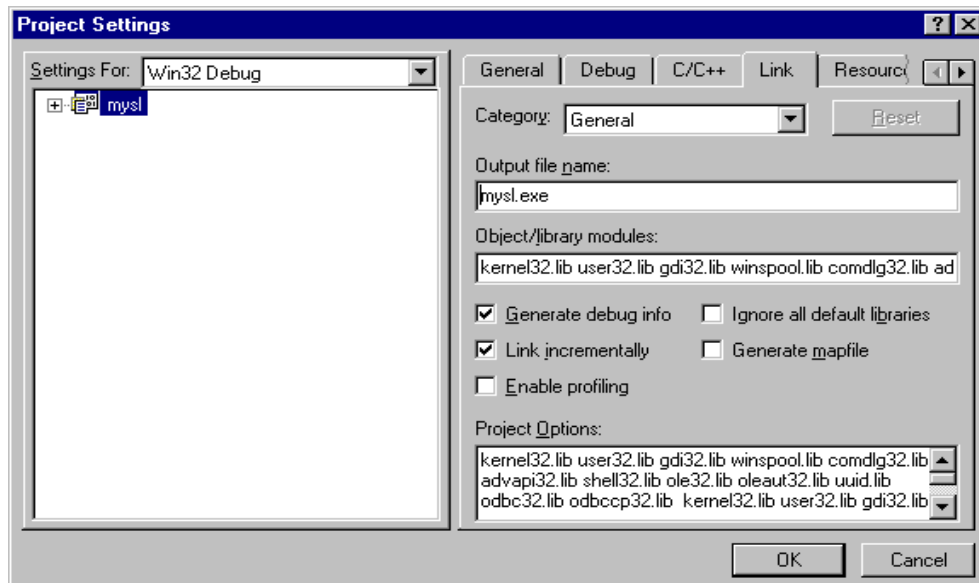 Project Settings
Settings For: Win32 Debug
mysl
General Debug C/C++ Link Resourc
Category: General Reset
Output file name:
mysl.exe
Object/library modules:
kernel32.lib user32.lib gdi32.lib winspool.lib comdlg32.lib ad
Generate debug info Ignore all default libraries
Link incrementally Generate mapfile
Enable profiling
Project Options:
kernel32.lib user32.lib gdi32.lib winspool.lib comdlg32.lib
advapi32.lib shell32.lib ole32.lib oleaut32.lib uuid.lib
odbc32.lib odbccp32.lib kernel32.lib user32.lib gdi32.lib
OK Cancel